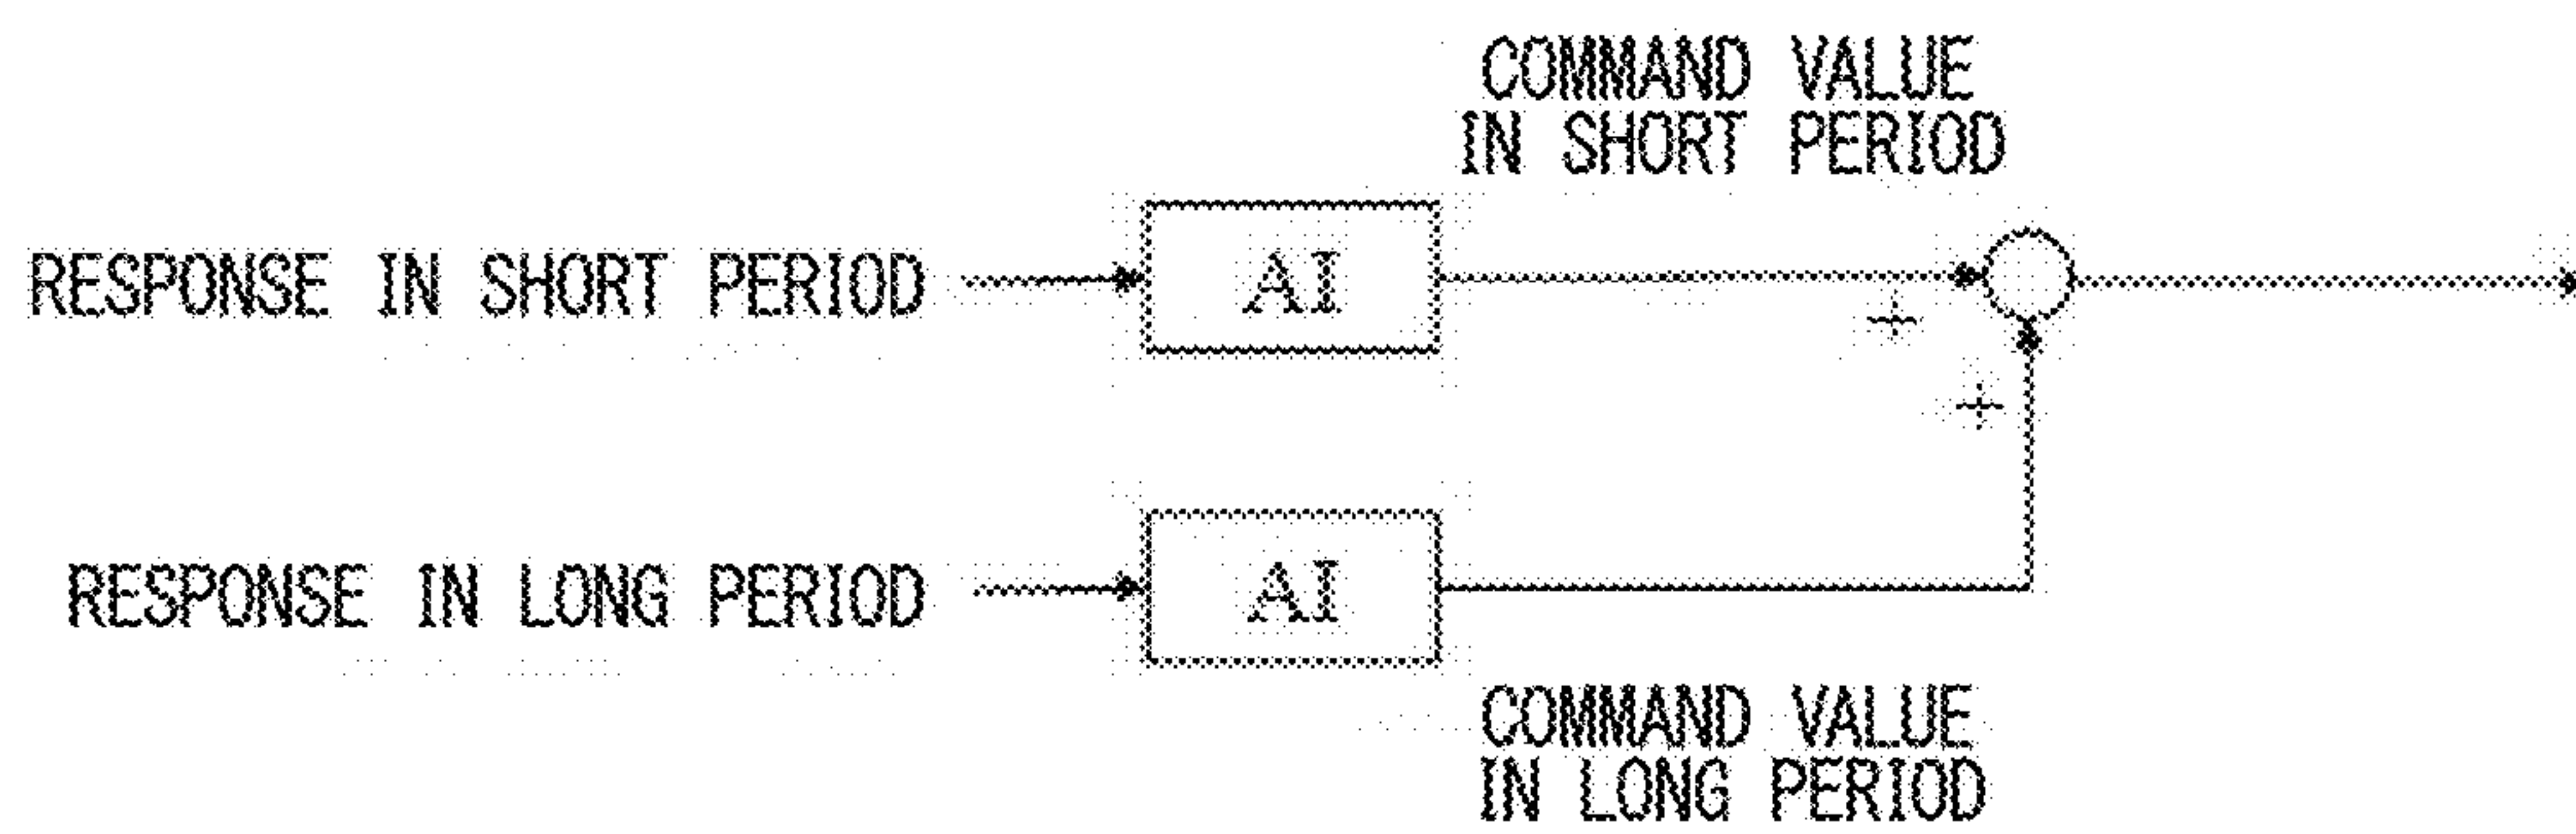 COMMAND VALUE
IN SHORT PERIOD
RESPONSE IN SHORT PERIOD
AI
+
+
RESPONSE IN LONG PERIOD
AI
COMMAND VALUE
IN LONG PERIOD